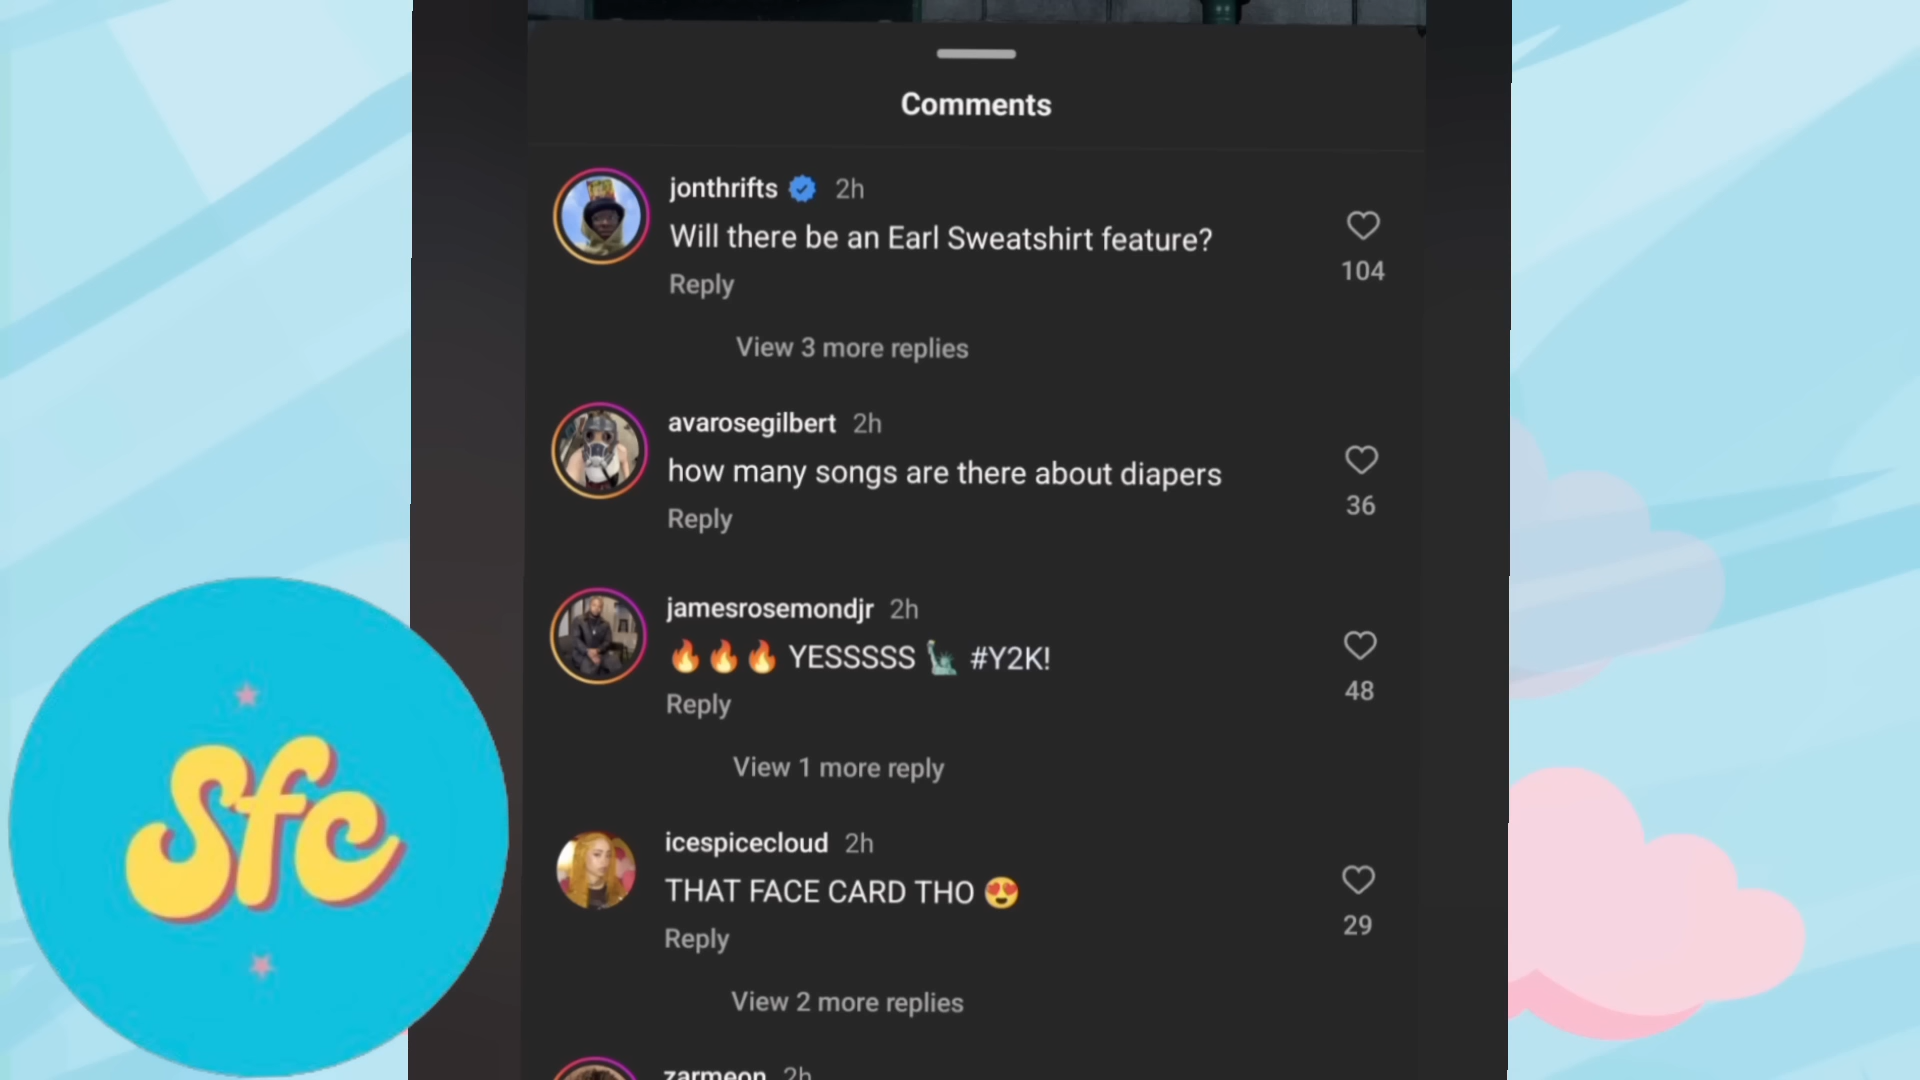 Comments
jonthrifts 2h
Will there be an Earl Sweatshirt feature?
104
Reply
View 3 more replies
avarosegilbert 2h
how many songs are there about diapers
36
Reply
jamesrosemondjr 2h
🔥🔥🔥 YESSSSS 🗽 #Y2K!
48
Reply
View 1 more reply
icespicecloud 2h
THAT FACE CARD THO 😍
29
Reply
View 2 more replies
zarmeon 2h
Sfc